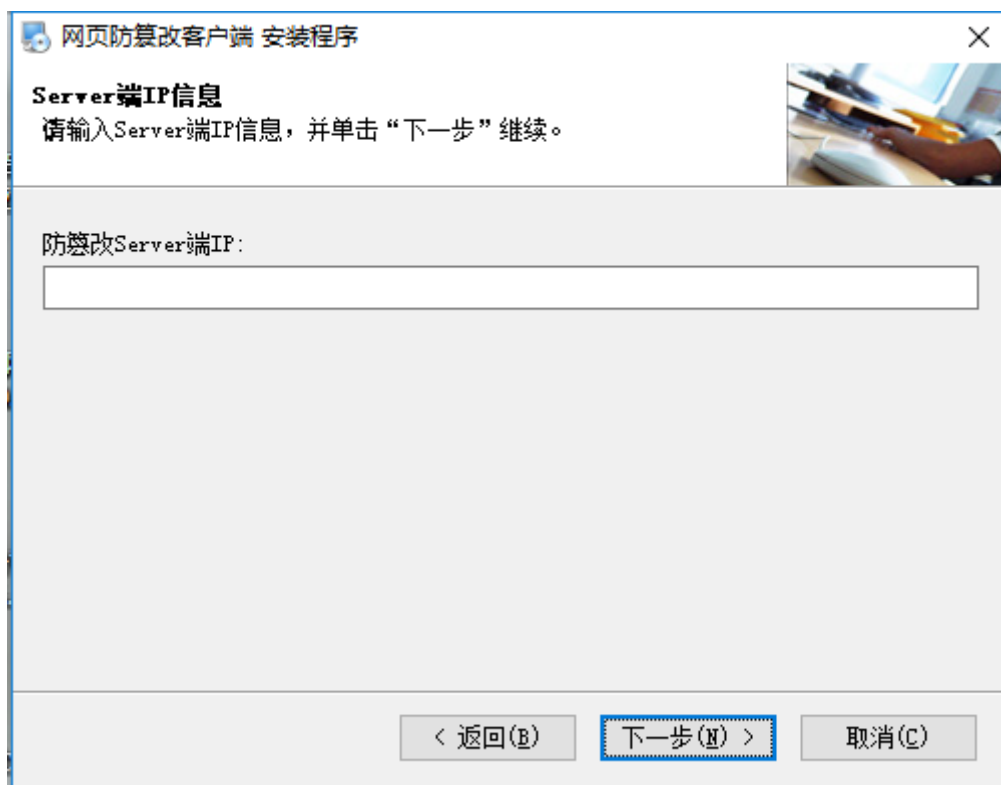 网页防篡改客户端 安装程序
Server端IP信息
请输入Server端IP信息，并单击“下一步”继续。
防篡改Server端IP:
< 返回(B)
下一步(N) >
取消(C)